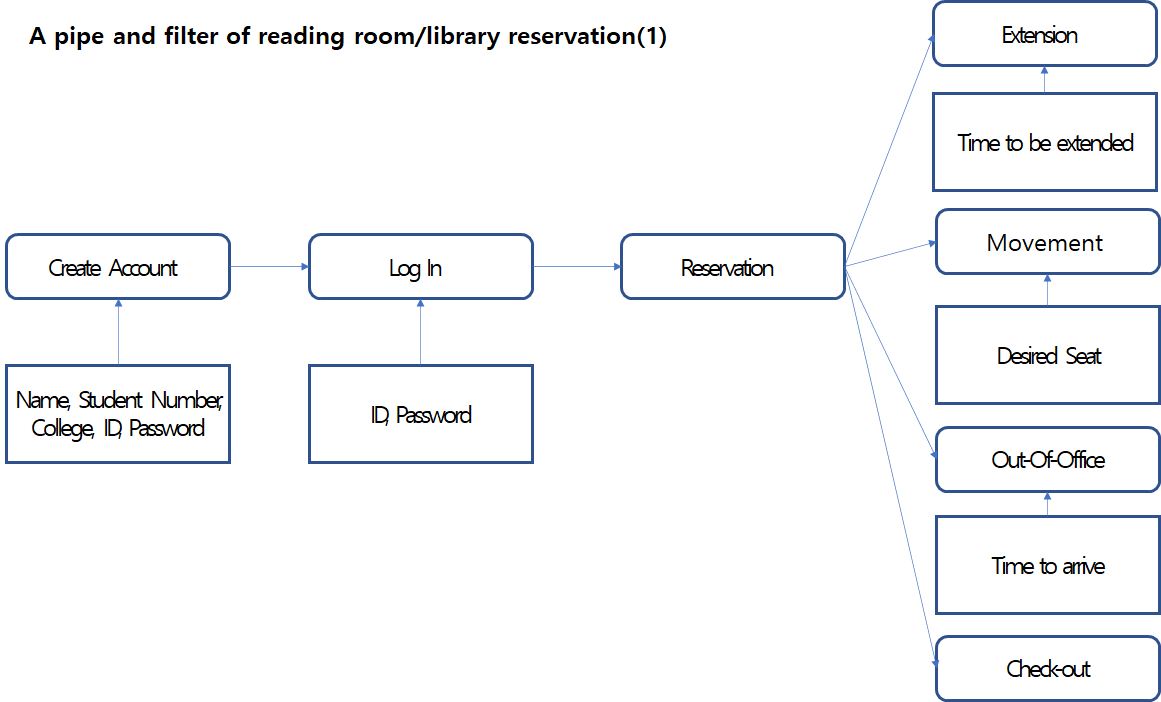 A pipe and filter of reading room/library reservation(1)
Extension
Time to be extended
Movement
Create Account
Log In
Reservation
Desired Seat
Name, Student Number,
College, ID, Password
ID, Password
Out-Of-Office
Time to arrive
Check-out